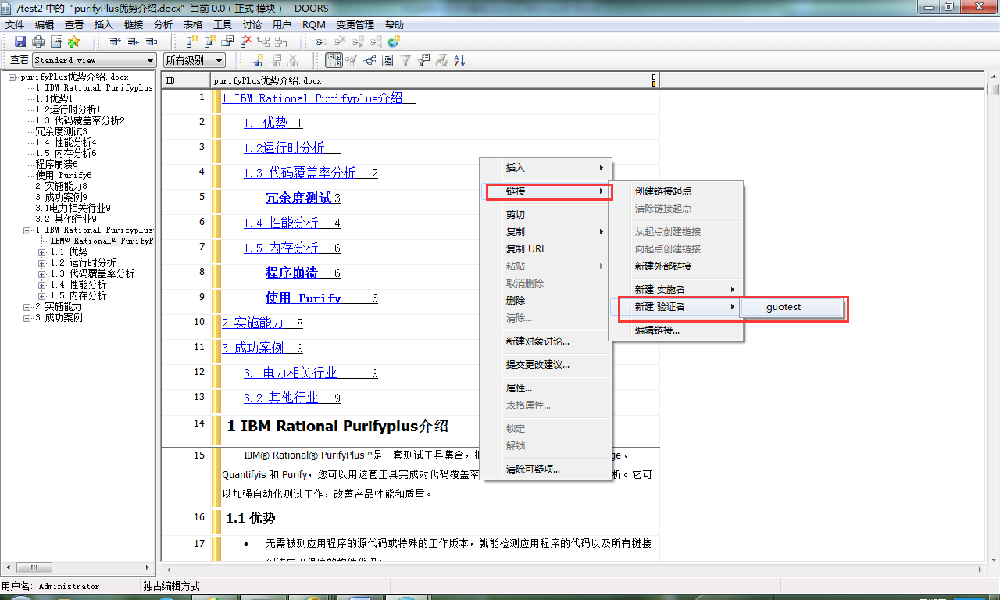 /test2 中的 “purifyPlus优势介绍.docx” 当前 0.0 ( 正式 模块 ) - DOORS
文件 编辑 查看 插入 链接 分析 表格 工具 讨论 用户 RQM 变更管理 帮助
查看 Standard view 所有级别
purifyPlus优势介绍.docx
1 IBM Rational Purifyplus
1.1优势1
1.2运行时分析1
1.3 代码覆盖率分析2
冗余度测试3
1.4 性能分析4
1.5 内存分析6
程序崩溃6
使用 Purify6
2 实施能力8
3 成功案例9
3.1电力相关行业9
3.2 其他行业9
1 IBM Rational Purifyplus
IBM® Rational® PurifyP
1.1 优势
1.2 运行时分析
1.3 代码覆盖率分析
1.4 性能分析
1.5 内存分析
2 实施能力
3 成功案例
ID purifyPlus优势介绍.docx
1 1 IBM Rational Purifyplus介绍 1
2 1.1优势 1
3 1.2运行时分析 1
4 1.3 代码覆盖率分析 2
5 冗余度测试 3
6 1.4 性能分析 4
7 1.5 内存分析 6
8 程序崩溃 6
9 使用 Purify 6
10 2 实施能力 8
11 3 成功案例 9
12 3.1电力相关行业 9
13 3.2 其他行业 9
14 1 IBM Rational Purifyplus介绍
15 IBM® Rational® PurifyPlus™是一套测试工具集合，
ge、
Quantifyis 和 Purify，您可以用这套工具完成对代码覆盖率
析。它可
以加强自动化测试工作，改善产品性能和质量。
16 1.1 优势
17 • 无需被测应用程序的源代码或特殊的工作版本，就能检测应用程序的代码以及所有链接
插入
链接
剪切
复制
复制 URL
粘贴
取消删除
删除
清除...
新建对象讨论...
提交更改建议...
属性...
表格属性...
锁定
解锁
清除可疑项...
创建链接起点
清除链接起点
从起点创建链接
向起点创建链接
新建外部链接
新建 实施者
新建 验证者
编辑链接...
guotest
用户名: Administrator 独占编辑方式